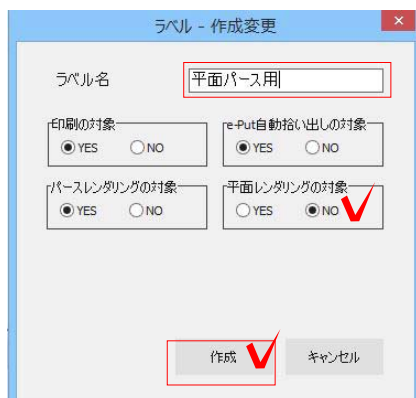 ラベル - 作成変更
ラベル名 平面パース用
印刷の対象 re-Put自動拾い出しの対象
YES NO YES NO
パースレンダリングの対象 平面レンダリングの対象
YES NO YES NO
作成 キャンセル